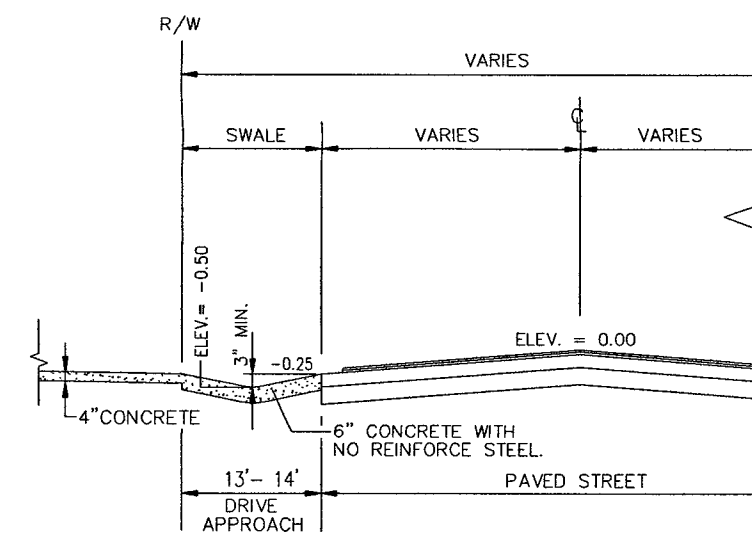 R/W
VARIES
℄
SWALE
VARIES
VARIES
ELEV.= -0.50
3" MIN.
-0.25
ELEV. = 0.00
4"CONCRETE
6" CONCRETE WITH
NO REINFORCE STEEL.
13'- 14'
PAVED STREET
DRIVE
APPROACH